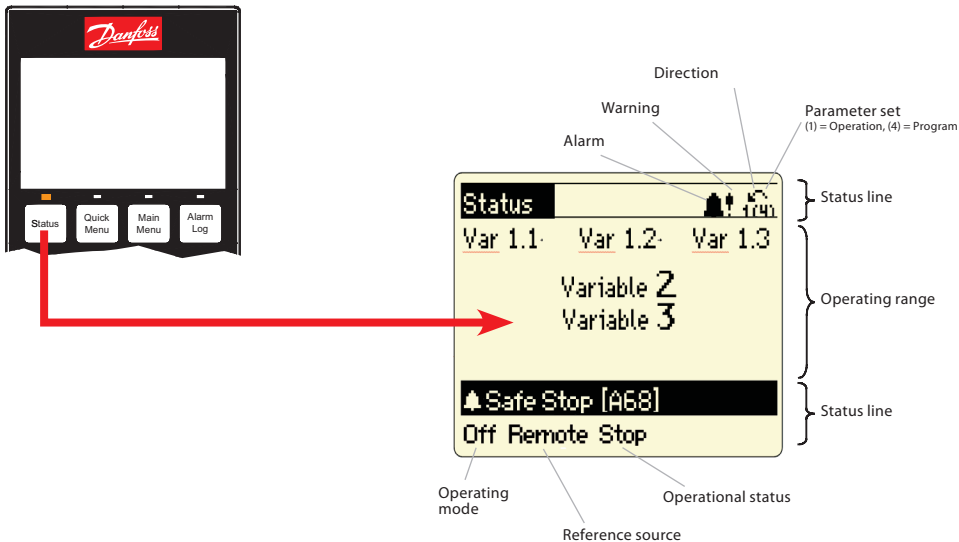 Danfoss
Status
Quick
Menu
Main
Menu
Alarm
Log
Direction
Warning
Parameter set
(1) = Operation, (4) = Program
Alarm
Status
1(4)
Status line
Var 1.1
Var 1.2
Var 1.3
Variable 2
Variable 3
Operating range
Safe Stop [A68]
Off Remote Stop
Status line
Operating
mode
Operational status
Reference source